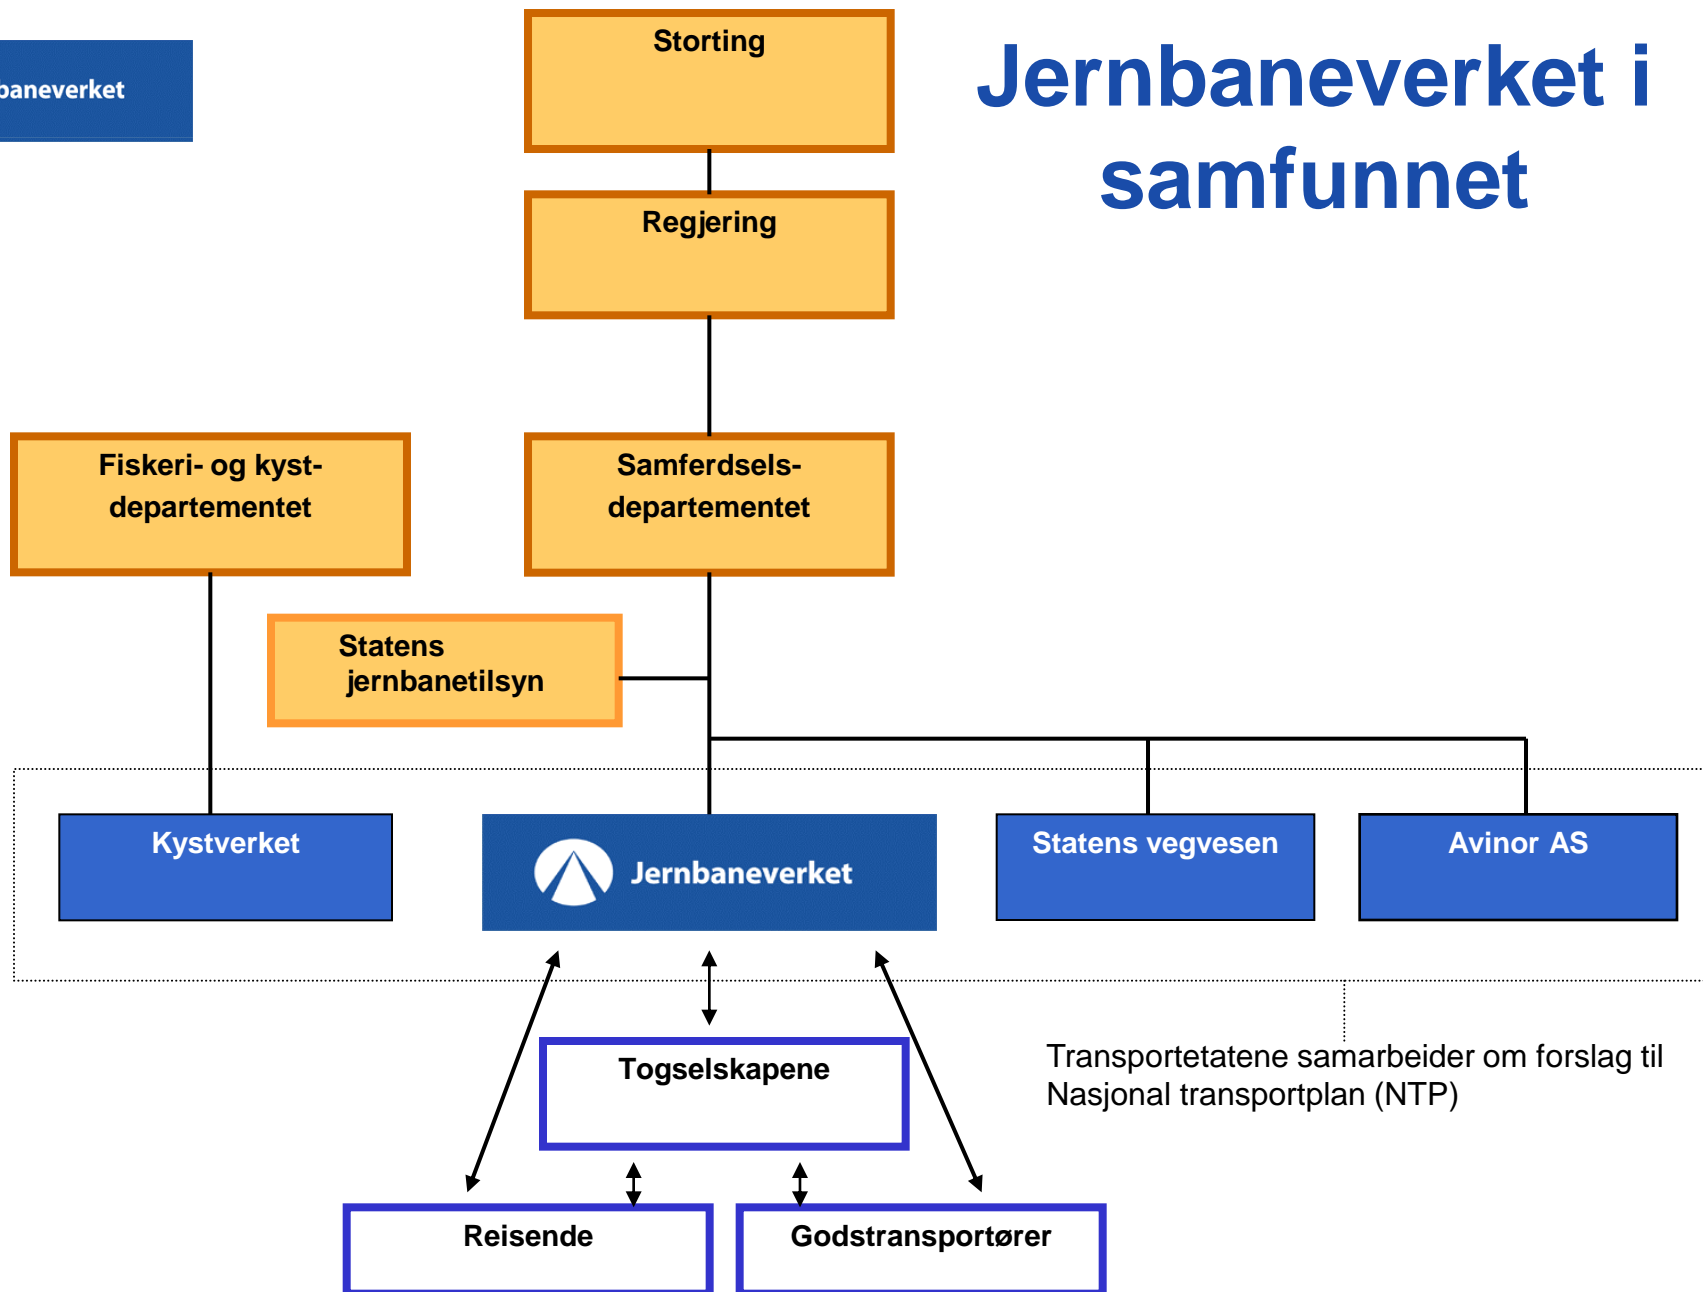 baneverket
Jernbaneverket i
samfunnet
Storting
Regjering
Fiskeri- og kyst-
departementet
Samferdsels-
departementet
Statens
jernbanetilsyn
Kystverket
Jernbaneverket
Statens vegvesen
Avinor AS
Togselskapene
Transportetatene samarbeider om forslag til
Nasjonal transportplan (NTP)
Reisende
Godstransportører